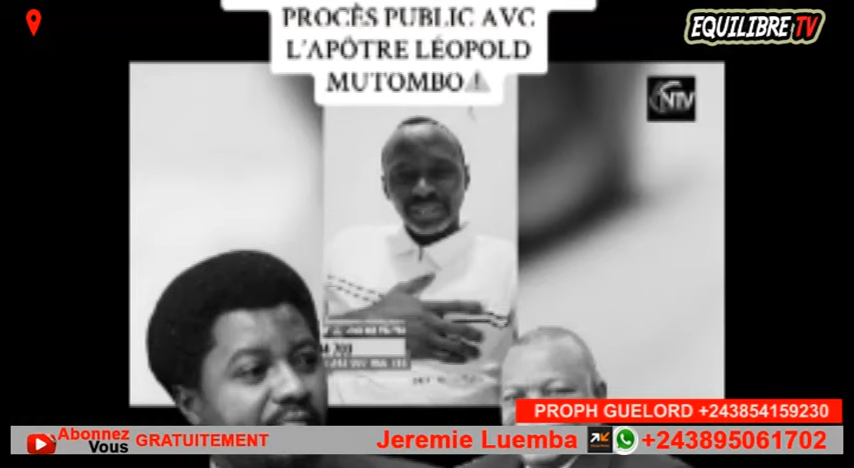 PROCÈS PUBLIC AVC
L'APÔTRE LÉOPOLD
MUTOMBO⚠
EQUILIBRE TV
NTV
PROPH GUELORD +243854159230
Abonnez
Vous
GRATUITEMENT
Jeremie Luemba
+243895061702